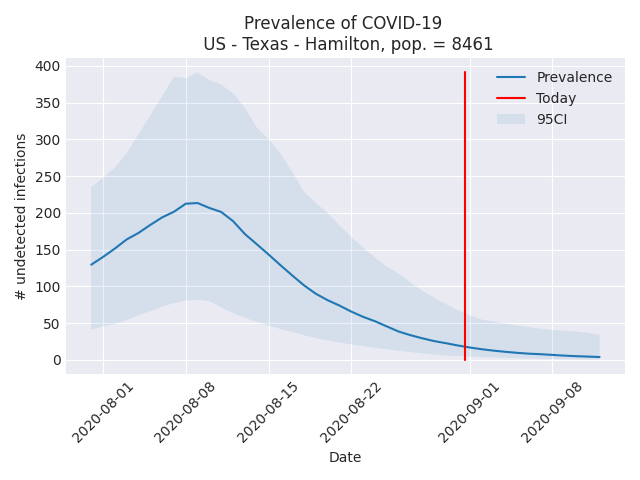 Prevalence of COVID-19
US - Texas - Hamilton, pop. = 8461
400
350
300
250
200
150
100
50
0
# undetected infections
Prevalence
Today
95CI
2020-08-01
2020-08-08
2020-08-15
2020-08-22
2020-09-01
2020-09-08
Date